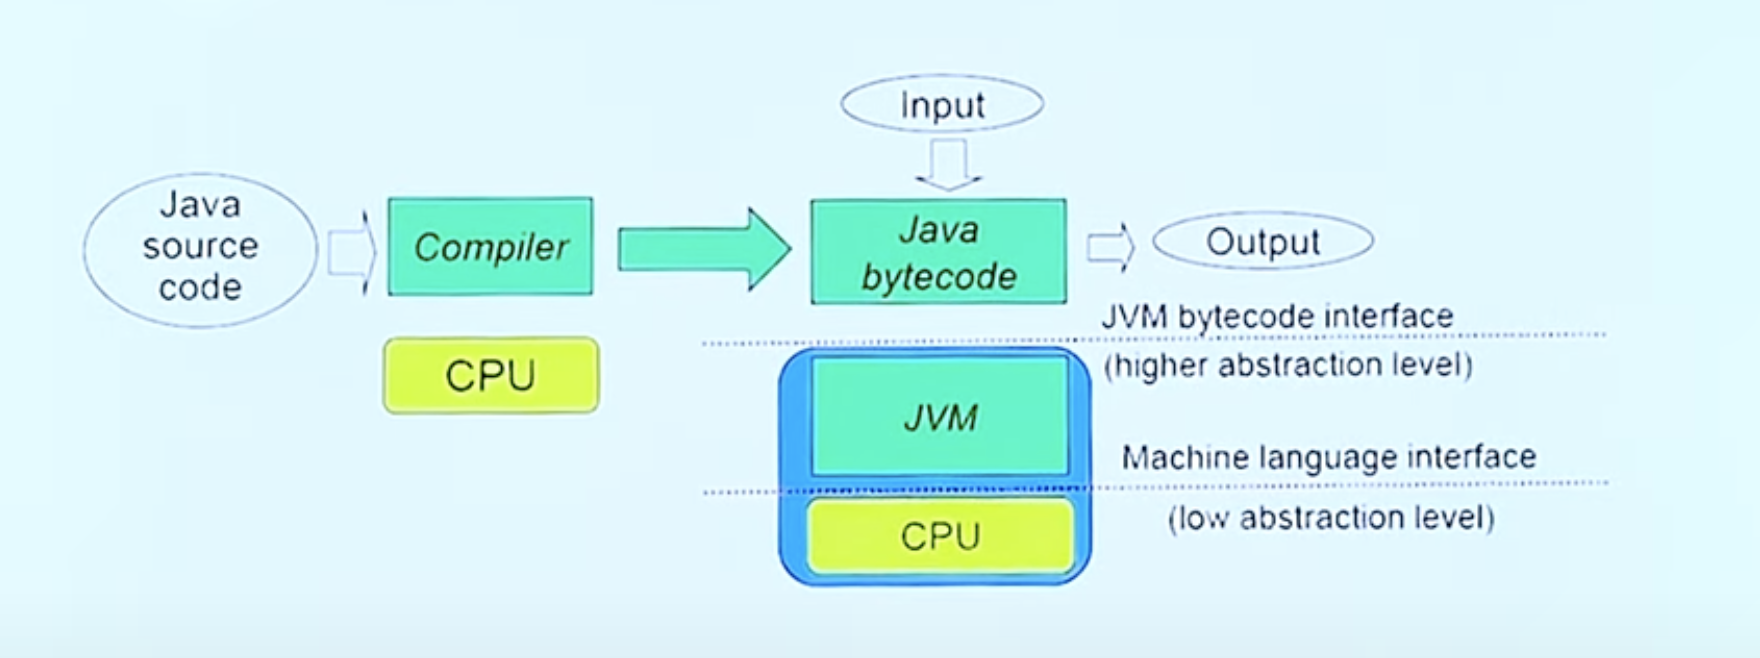 Input
Java
source
code
Compiler
Java
bytecode
Output
JVM bytecode interface
(higher abstraction level)
CPU
JVM
Machine language interface
(low abstraction level)
CPU